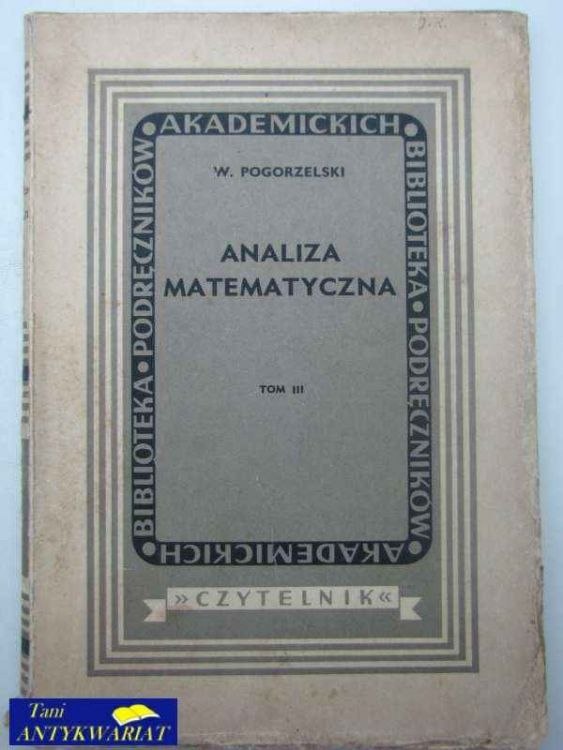 J.K.
AKADEMICKICH
BIBLIOTEKA • PODRĘCZNIKÓW
BIBLIOTEKA • PODRĘCZNIKÓW
W. POGORZELSKI
ANALIZA
MATEMATYCZNA
TOM III
AKADEMICKICH
»CZYTELNIK«
Tani
ANTYKWARIAT